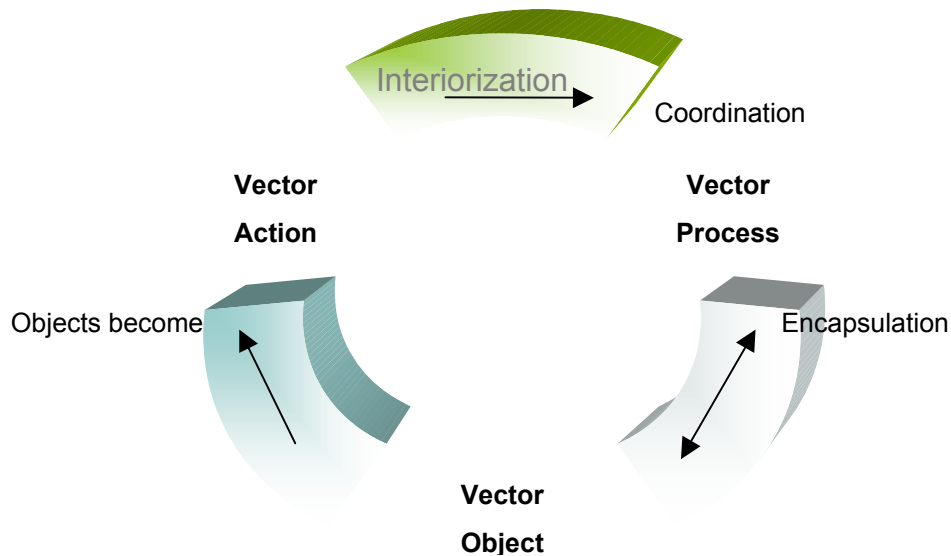 Interiorization
Coordination
Vector
Action
Vector
Process
Objects become
Encapsulation
Vector
Object